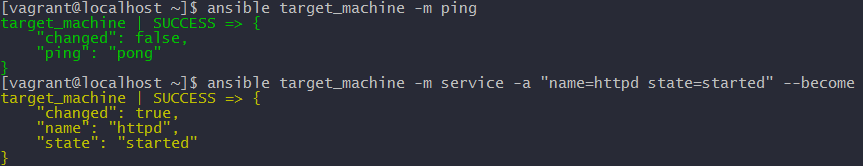 [vagrant@localhost ~]$ ansible target_machine -m ping
target_machine | SUCCESS => {
    "changed": false,
    "ping": "pong"
}
[vagrant@localhost ~]$ ansible target_machine -m service -a "name=httpd state=started" --become
target_machine | SUCCESS => {
    "changed": true,
    "name": "httpd",
    "state": "started"
}